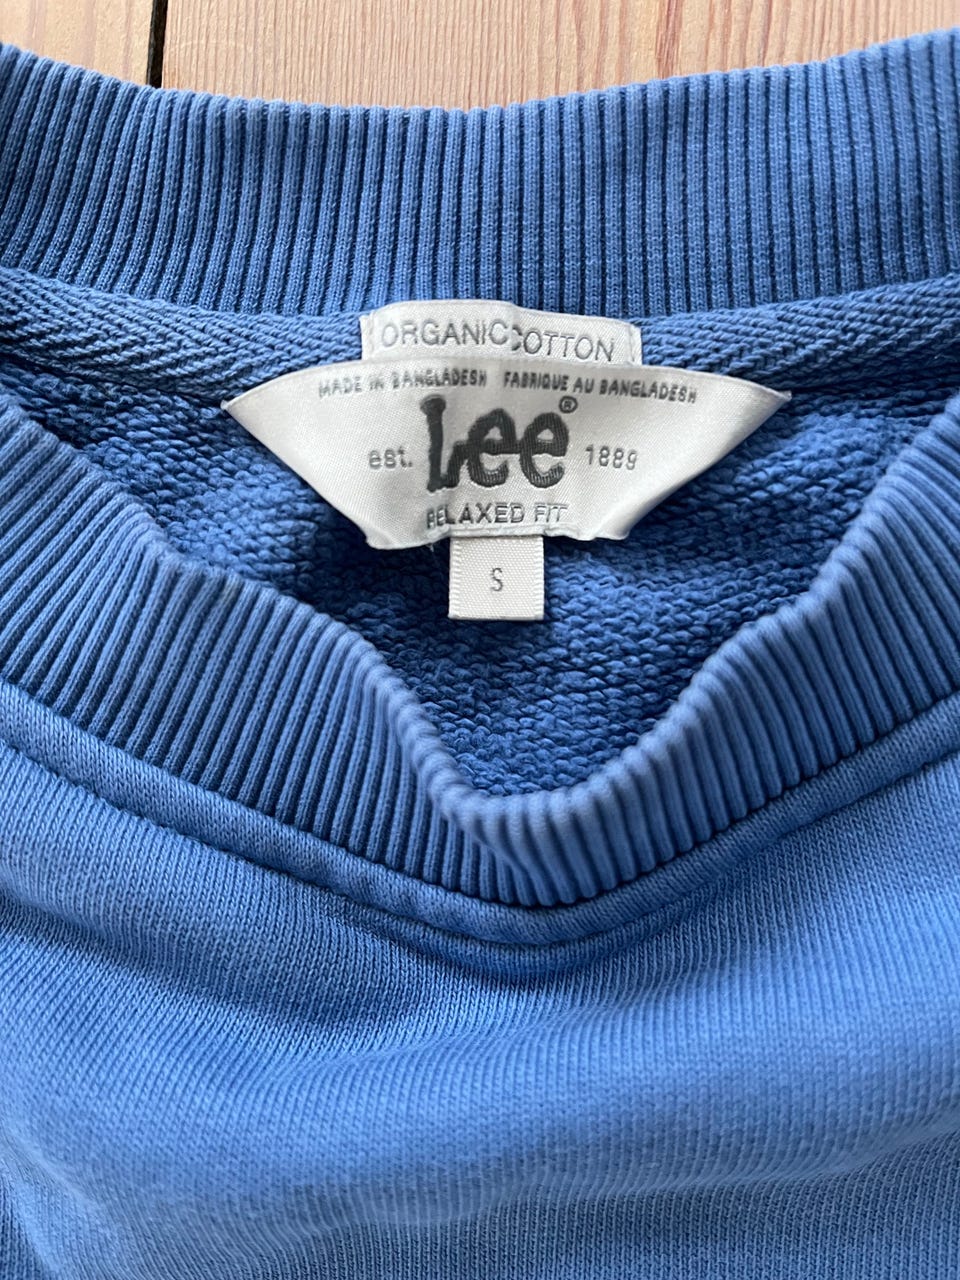 ORGANIC COTTON
MADE IN BANGLADESH FABRIQUE AU BANGLADESH
Lee®
est. 1889
RELAXED FIT
S